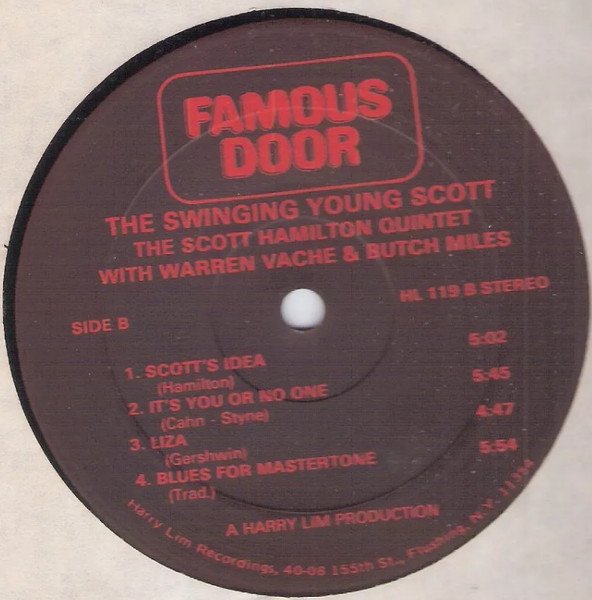 FAMOUS
DOOR
THE SWINGING YOUNG SCOTT
THE SCOTT HAMILTON QUINTET
WITH WARREN VACHE & BUTCH MILES
HL 119 B STEREO
SIDE B
1. SCOTT'S IDEA 5:02
(Hamilton)
2. IT'S YOU OR NO ONE 5:45
(Cahn - Styne)
3. LIZA 4:47
(Gershwin)
4. BLUES FOR MASTERTONE 5:54
(Trad.)
A HARRY LIM PRODUCTION
Harry Lim Recordings, 40-08 155th St., Flushing, N.Y. 11354